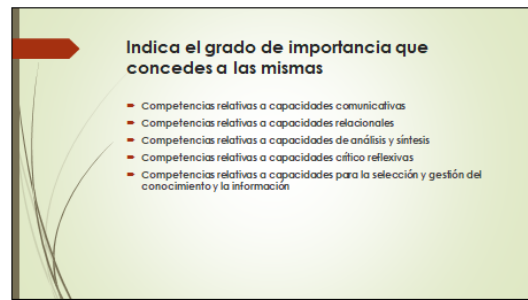 Indica el grado de importancia que
concedes a las mismas
Competencias relativas a capacidades comunicativas
Competencias relativas a capacidades relacionales
Competencias relativas a capacidades de análisis y síntesis
Competencias relativas a capacidades crítico reflexivas
Competencias relativas a capacidades para la selección y gestión del
conocimiento y la información